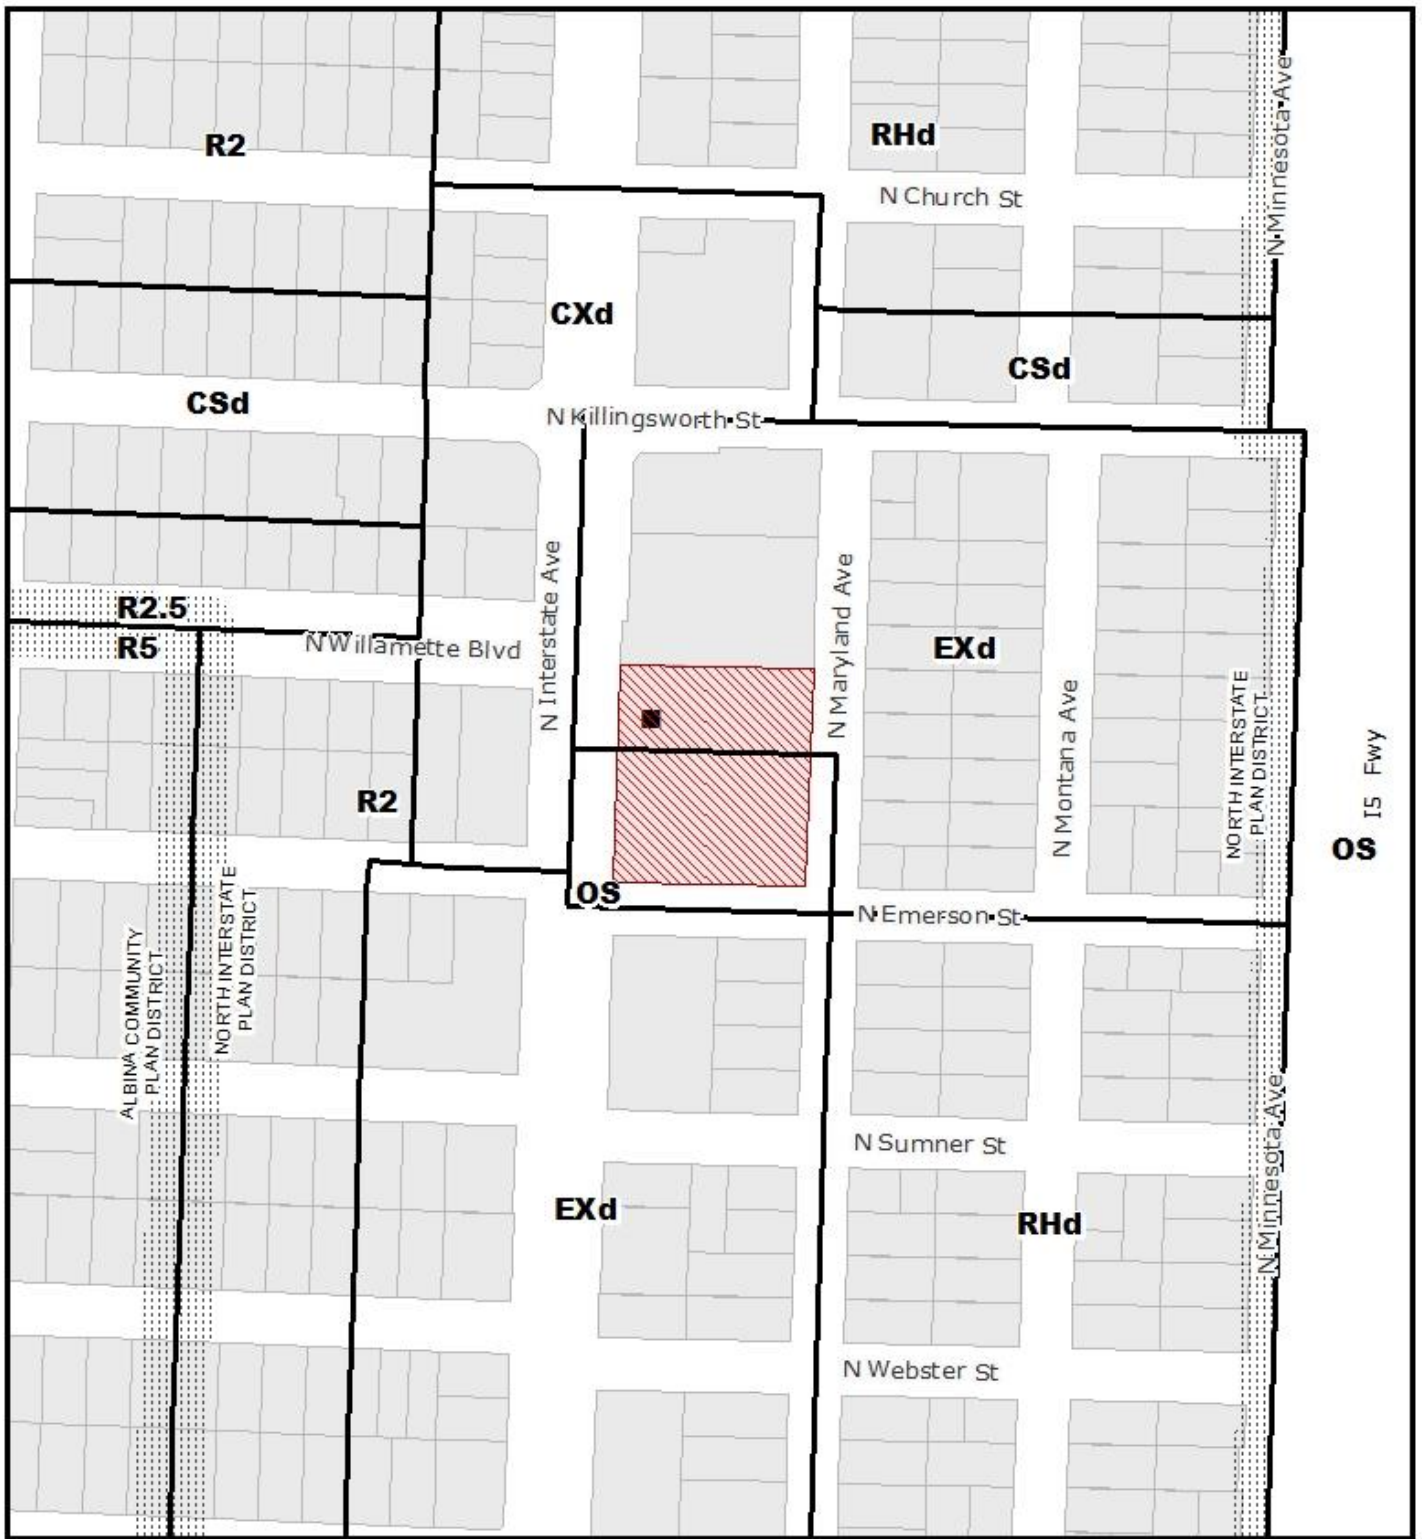 N Minnesota Ave
RHd
R2
N Church St
CXd
CSd
CSd
N Killingsworth St
R2.5
R5
N Willamette Blvd
N Interstate Ave
N Maryland Ave
EXd
N Montana Ave
NORTH INTERSTATE
PLAN DISTRICT
I5 Fwy
OS
R2
OS
N Emerson St
ALBINA COMMUNITY
PLAN DISTRICT
NORTH INTERSTATE
PLAN DISTRICT
N Sumner St
N Minnesota Ave
EXd
RHd
N Webster St